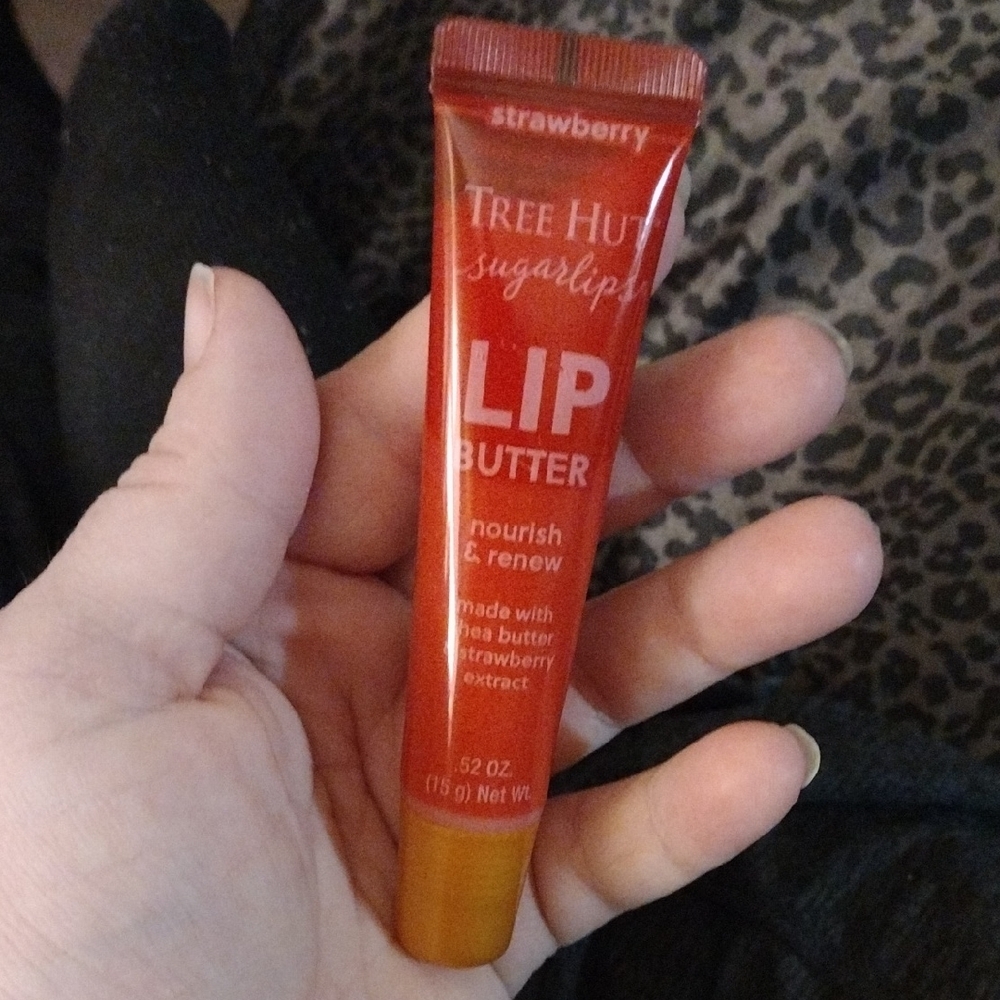 strawberry
TREE HUT
sugarlips
LIP
BUTTER
nourish
& renew
made with
hea butter
strawberry
extract
.52 OZ.
(15 g) Net Wt.